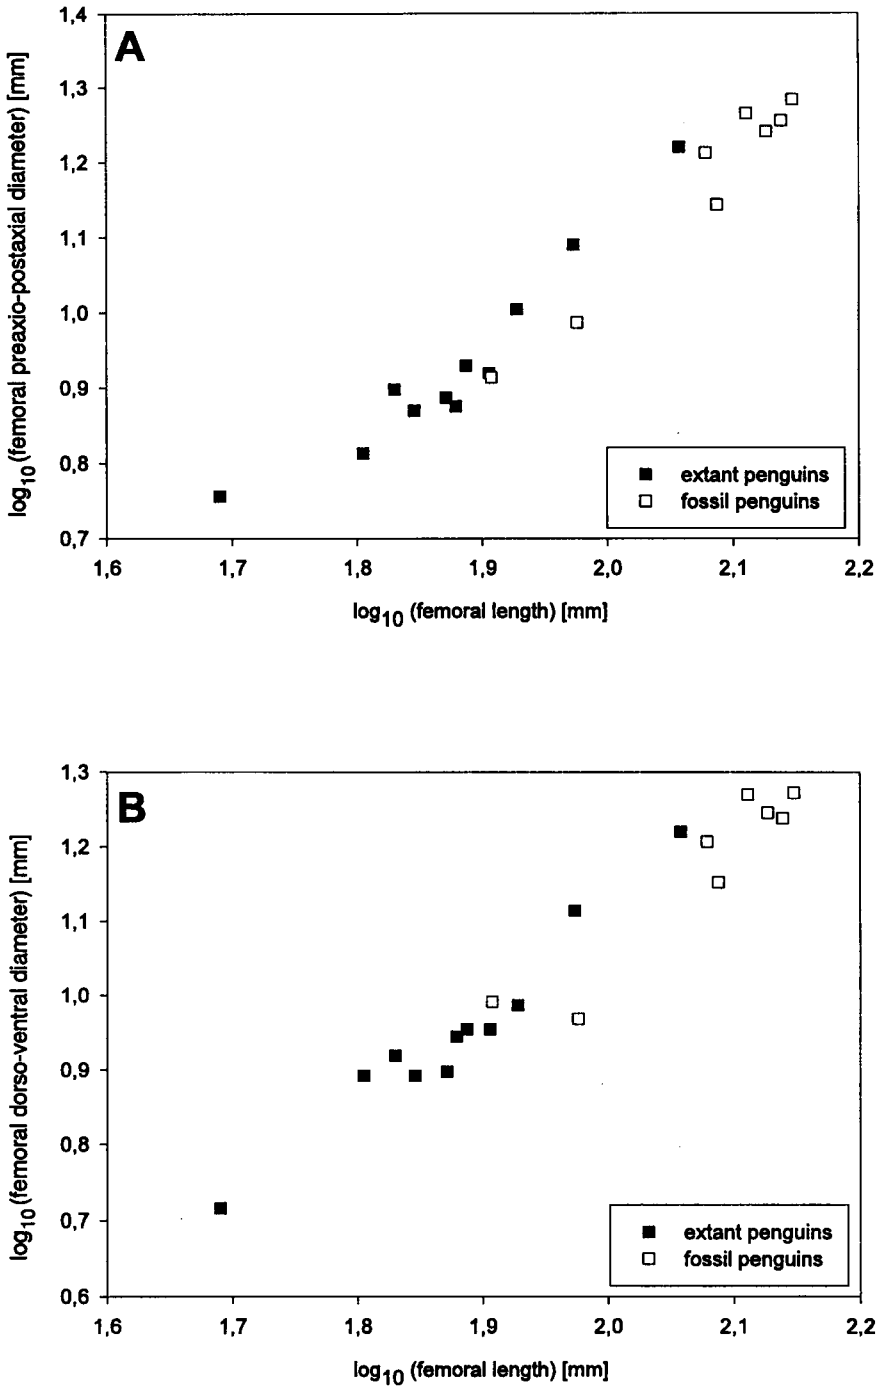 A
1,4
1,3
1,2
1,1
1,0
0,9
0,8
0,7
log10(femoral preaxio-postaxial diameter) [mm]
extant penguins
fossil penguins
1,6 1,7 1,8 1,9 2,0 2,1 2,2
log10 (femoral length) [mm]
B
1,3
1,2
1,1
1,0
0,9
0,8
0,7
0,6
log10(femoral dorso-ventral diameter) [mm]
extant penguins
fossil penguins
1,6 1,7 1,8 1,9 2,0 2,1 2,2
log10 (femoral length) [mm]